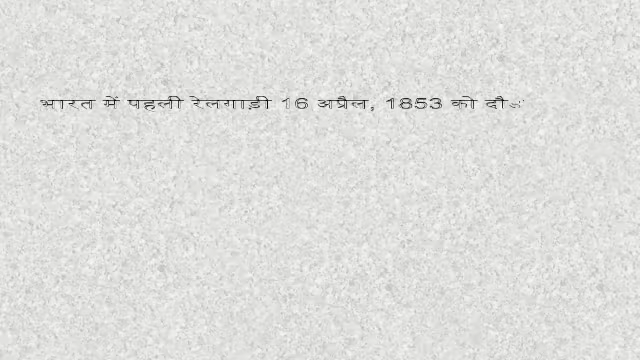 भारत में पहली रेलगाड़ी 16 अप्रैल, 1853 को